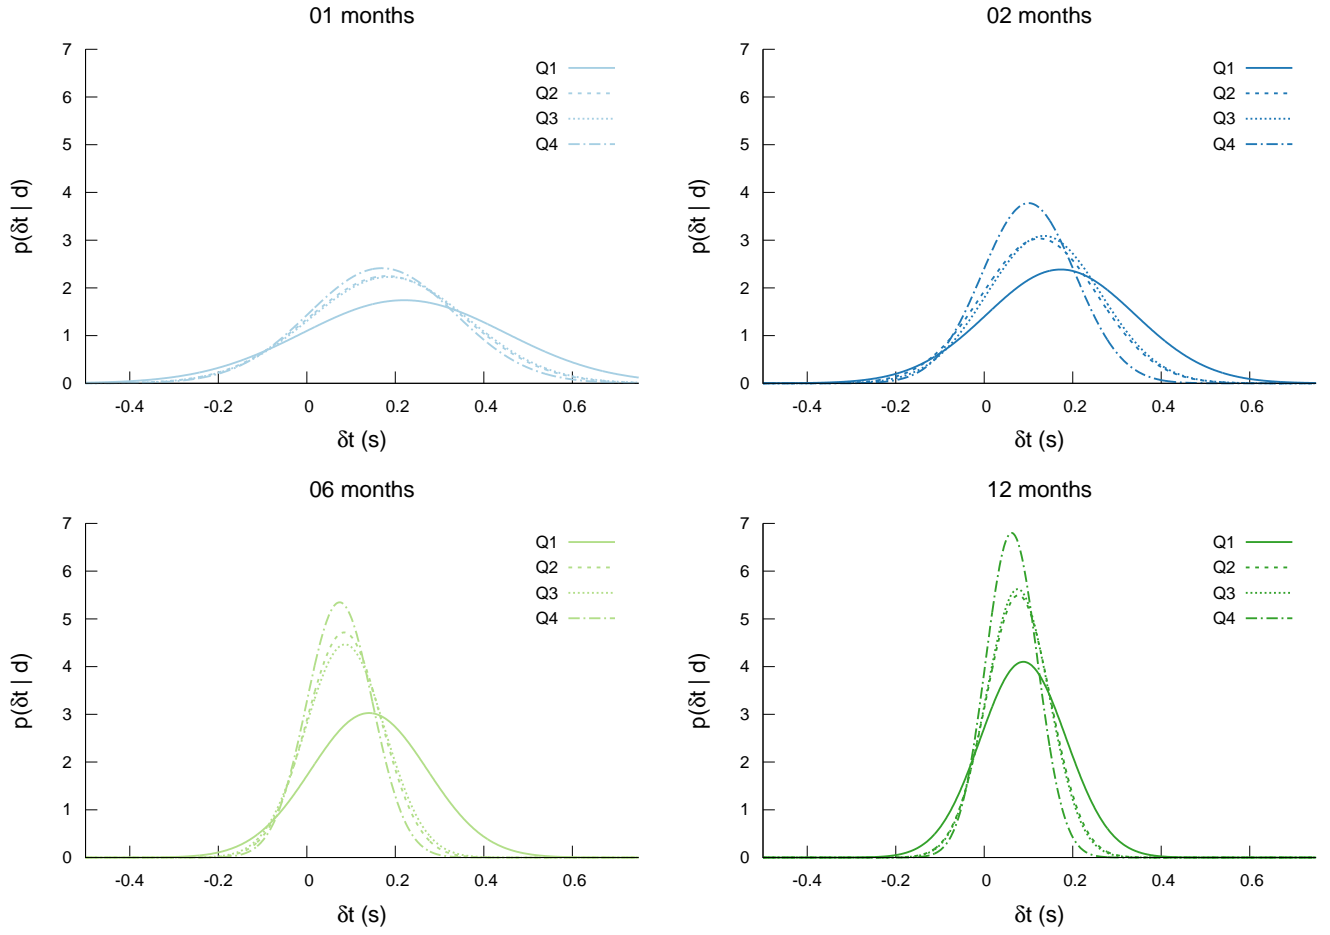 01 months
7
6
5
4
3
2
1
0
p(δt | d)
-0.4 -0.2 0 0.2 0.4 0.6
δt (s)
Q1
Q2
Q3
Q4
02 months
7
6
5
4
3
2
1
0
p(δt | d)
-0.4 -0.2 0 0.2 0.4 0.6
δt (s)
Q1
Q2
Q3
Q4
06 months
7
6
5
4
3
2
1
0
p(δt | d)
-0.4 -0.2 0 0.2 0.4 0.6
δt (s)
Q1
Q2
Q3
Q4
12 months
7
6
5
4
3
2
1
0
p(δt | d)
-0.4 -0.2 0 0.2 0.4 0.6
δt (s)
Q1
Q2
Q3
Q4